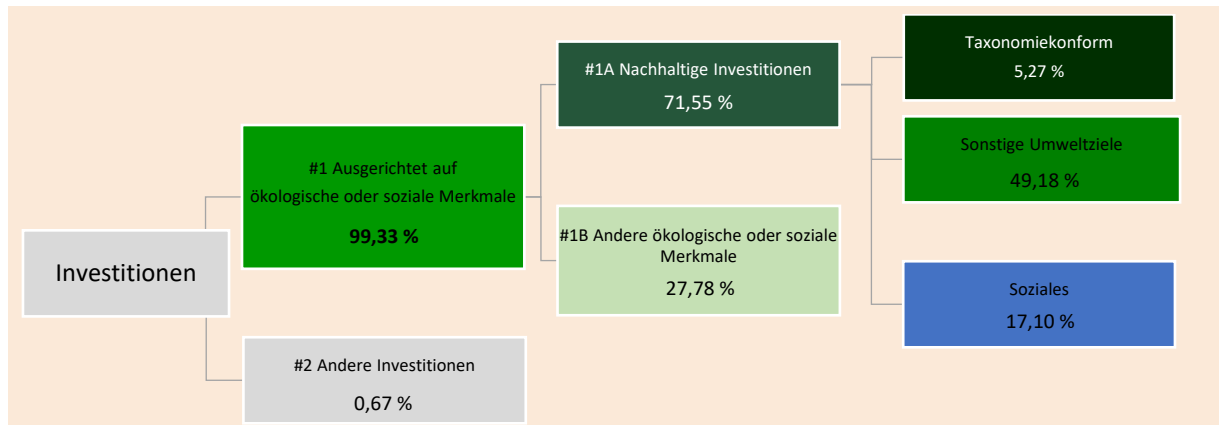 Investitionen
#1 Ausgerichtet auf
ökologische oder soziale Merkmale
99,33 %
#2 Andere Investitionen
0,67 %
#1A Nachhaltige Investitionen
71,55 %
#1B Andere ökologische oder soziale
Merkmale
27,78 %
Taxonomiekonform
5,27 %
Sonstige Umweltziele
49,18 %
Soziales
17,10 %